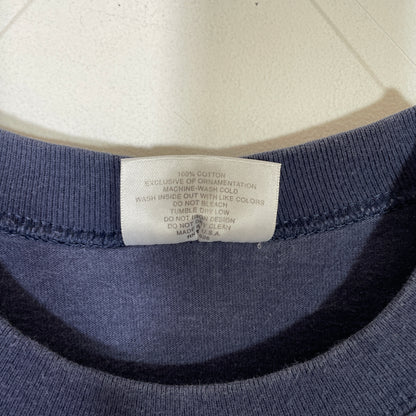 100% COTTON
EXCLUSIVE OF ORNAMENTATION
MACHINE-WASH COLD
WASH INSIDE OUT WITH LIKE COLORS
DO NOT BLEACH
TUMBLE DRY LOW
DO NOT IRON DESIGN
DO NOT DRY CLEAN
MADE IN U.S.A.